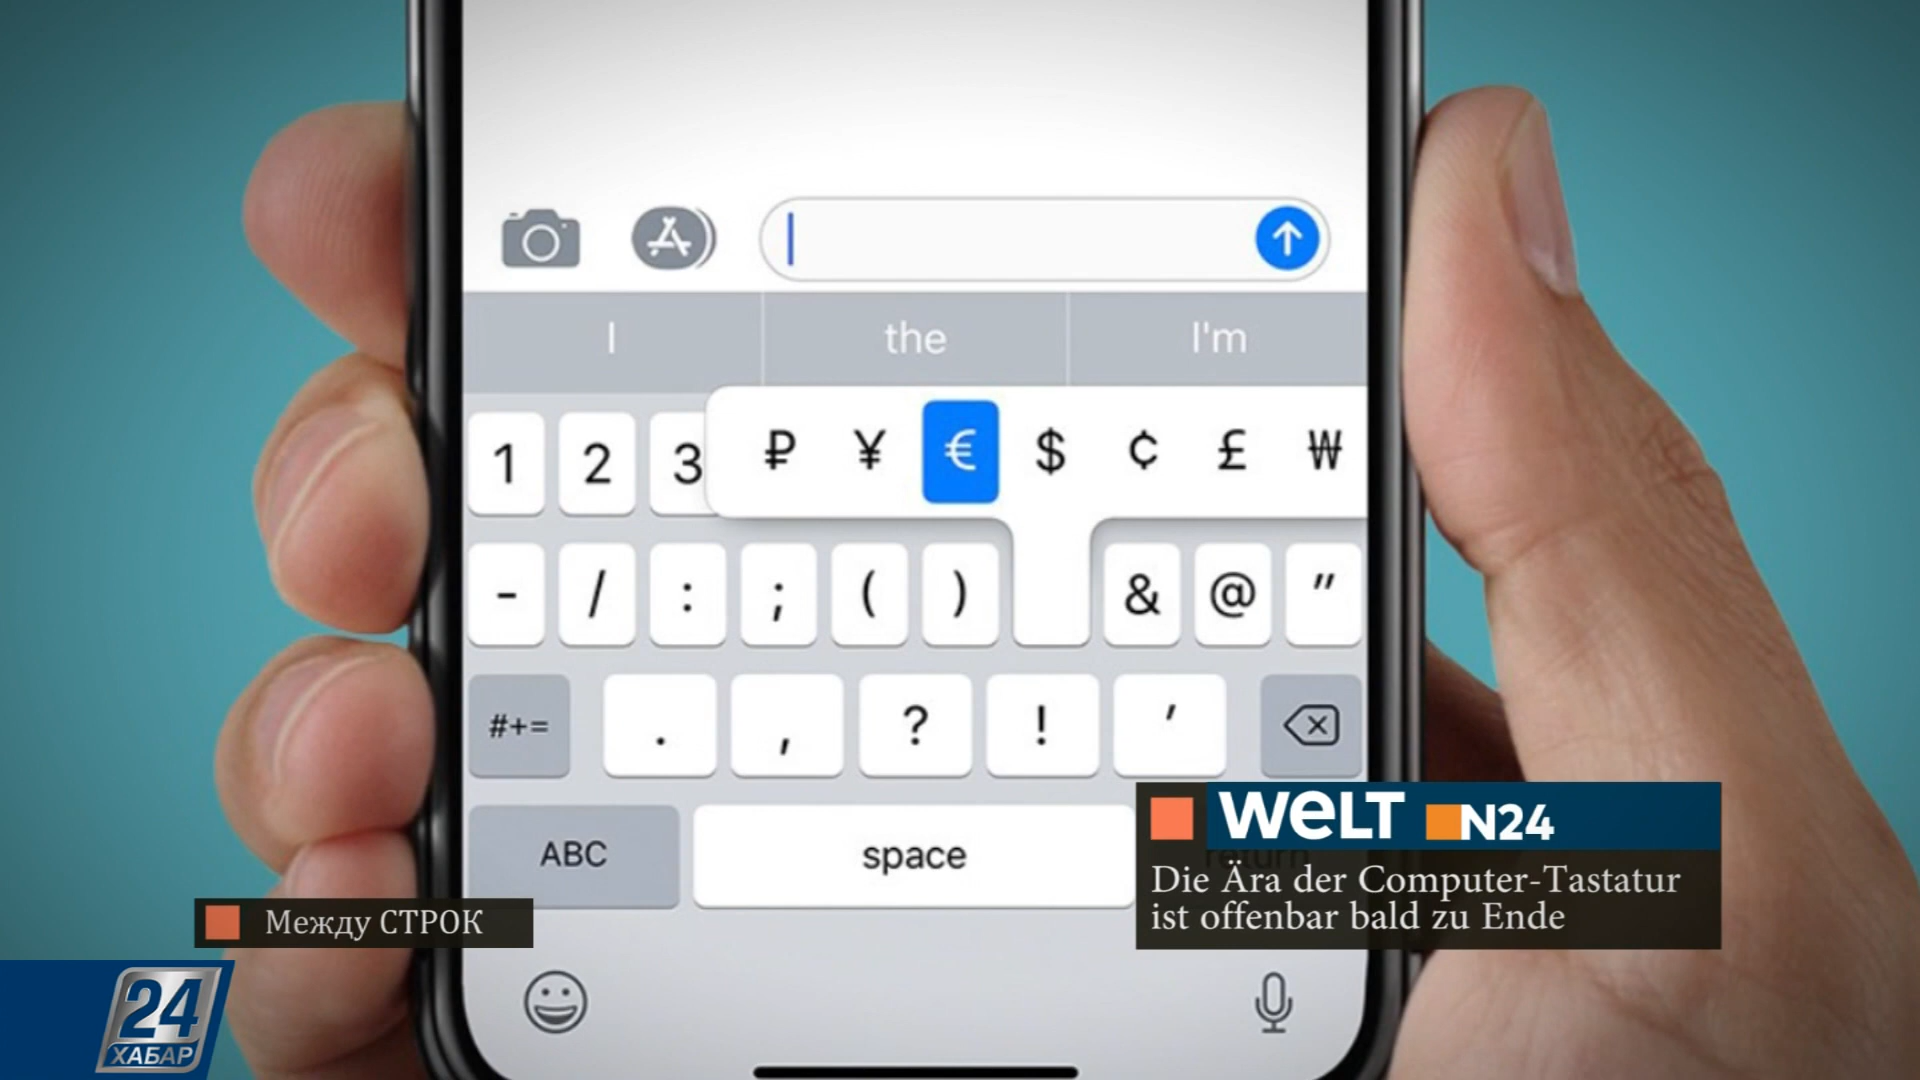 I the I'm
1 2 3 ₽ ¥ € $ ¢ £ ₩
- / : ; ( ) & @ "
#+= . , ? ! '
ABC space return
WELT N24
Die Ära der Computer-Tastatur
ist offenbar bald zu Ende
Между СТРОК
24
ХАБАР